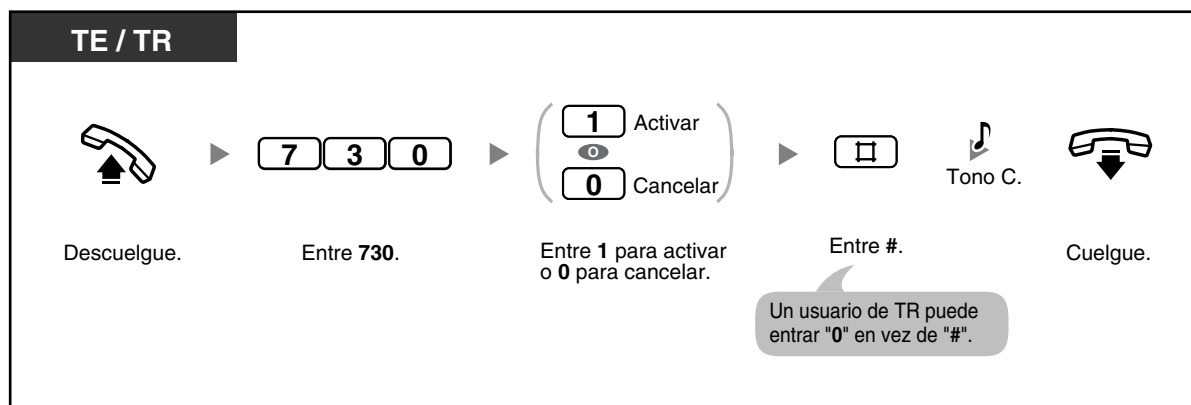 TE / TR
7 3 0
1 Activar
o
0 Cancelar
#
Tono C.
Descuelgue.
Entre 730.
Entre 1 para activar
o 0 para cancelar.
Entre #.
Cuelgue.
Un usuario de TR puede
entrar "0" en vez de "#".